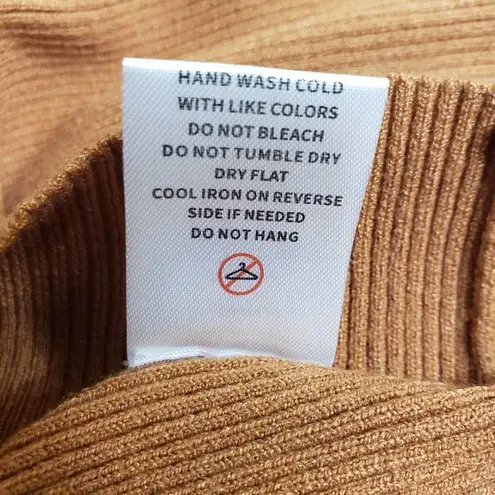 HAND WASH COLD
WITH LIKE COLORS
DO NOT BLEACH
DO NOT TUMBLE DRY
DRY FLAT
COOL IRON ON REVERSE
SIDE IF NEEDED
DO NOT HANG